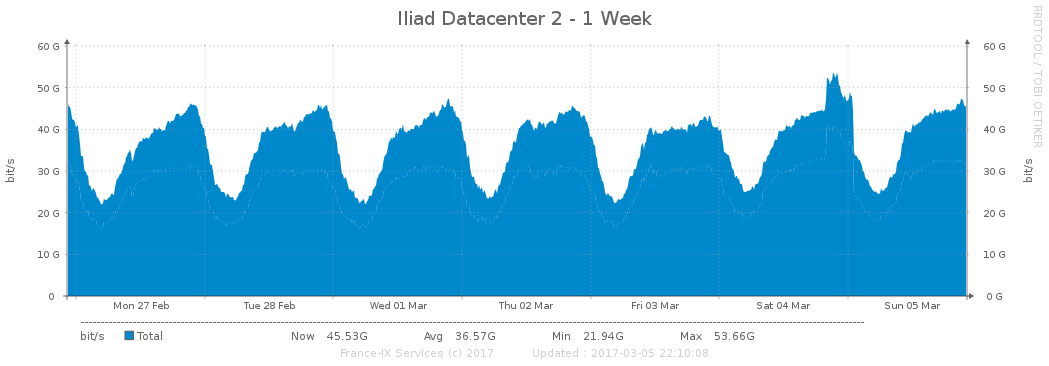 Iliad Datacenter 2 - 1 Week
RRDTOOL / TOBI OETIKER
60 G 60 G
50 G 50 G
40 G 40 G
30 G 30 G
20 G 20 G
10 G 10 G
0 0 G
bit/s bit/s
Mon 27 Feb Tue 28 Feb Wed 01 Mar Thu 02 Mar Fri 03 Mar Sat 04 Mar Sun 05 Mar
bit/s Total Now 45.53G Avg 36.57G Min 21.94G Max 53.66G
France-IX Services (c) 2017 Updated : 2017-03-05 22:10:08